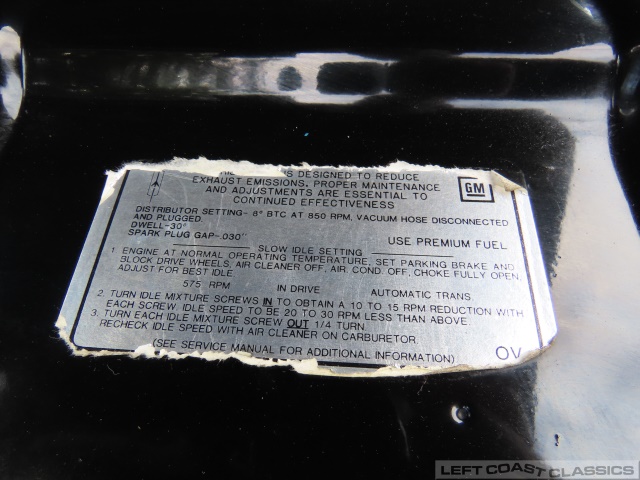 IS DESIGNED TO REDUCE
EXHAUST EMISSIONS. PROPER MAINTENANCE
AND ADJUSTMENTS ARE ESSENTIAL TO
CONTINUED EFFECTIVENESS
GM
DISTRIBUTOR SETTING- 8° BTC AT 850 RPM, VACUUM HOSE DISCONNECTED
AND PLUGGED.
DWELL-30°
SPARK PLUG GAP-.030"
USE PREMIUM FUEL
SLOW IDLE SETTING
1. ENGINE AT NORMAL OPERATING TEMPERATURE, SET PARKING BRAKE AND
BLOCK DRIVE WHEELS, AIR CLEANER OFF, AIR. COND. OFF, CHOKE FULLY OPEN,
ADJUST FOR BEST IDLE
575 RPM IN DRIVE AUTOMATIC TRANS.
2. TURN IDLE MIXTURE SCREWS IN TO OBTAIN A 10 TO 15 RPM REDUCTION WITH
EACH SCREW. IDLE SPEED TO BE 20 TO 30 RPM LESS THAN ABOVE.
3. TURN EACH IDLE MIXTURE SCREW OUT 1/4 TURN.
RECHECK IDLE SPEED WITH AIR CLEANER ON CARBURETOR.
(SEE SERVICE MANUAL FOR ADDITIONAL INFORMATION)
OV
LEFT COAST CLASSICS